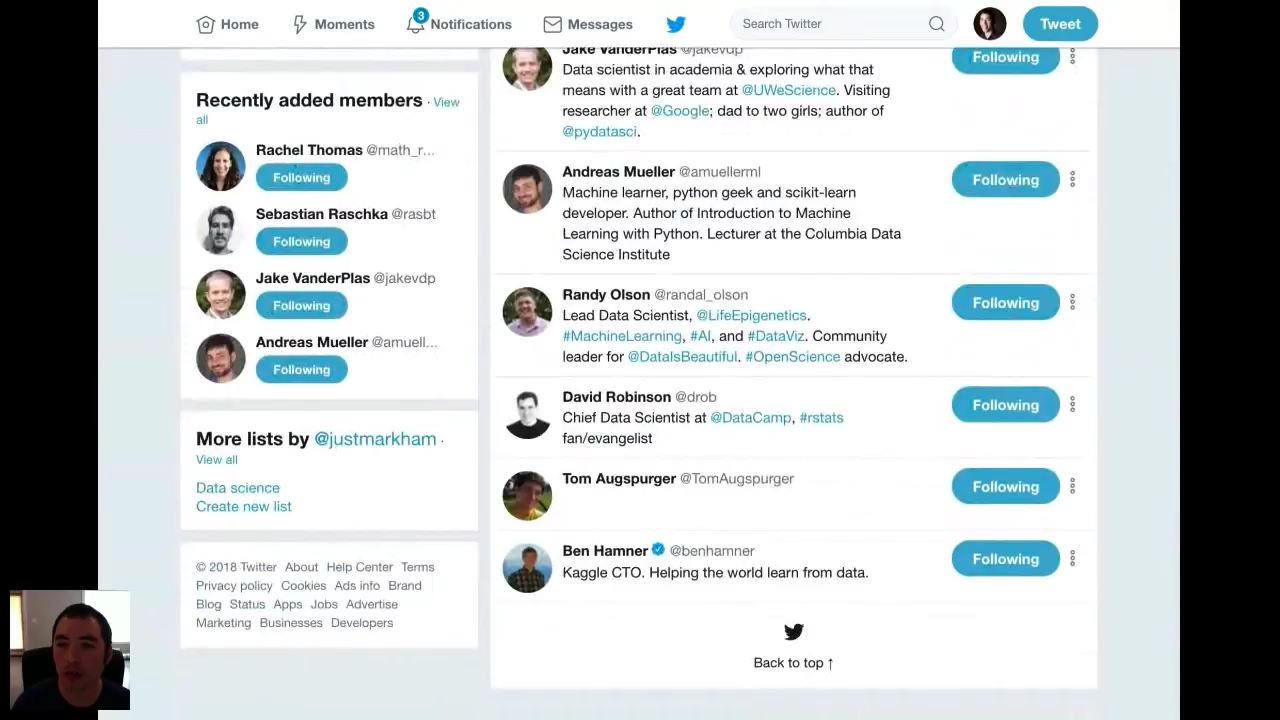 Home
Moments
3
Notifications
Messages
Search Twitter
Tweet
Recently added members · View
all
Rachel Thomas @math_r...
Following
Sebastian Raschka @rasbt
Following
Jake VanderPlas @jakevdp
Following
Andreas Mueller @amuell...
Following
More lists by @justmarkham ·
View all
Data science
Create new list
© 2018 Twitter About Help Center Terms
Privacy policy Cookies Ads info Brand
Blog Status Apps Jobs Advertise
Marketing Businesses Developers
Jake VanderPlas @jakevdp
Data scientist in academia & exploring what that
means with a great team at @UWeScience. Visiting
researcher at @Google; dad to two girls; author of
@pydatasci.
Following
Andreas Mueller @amuellerml
Machine learner, python geek and scikit-learn
developer. Author of Introduction to Machine
Learning with Python. Lecturer at the Columbia Data
Science Institute
Following
Randy Olson @randal_olson
Lead Data Scientist, @LifeEpigenetics.
#MachineLearning, #AI, and #DataViz. Community
leader for @DataIsBeautiful. #OpenScience advocate.
Following
David Robinson @drob
Chief Data Scientist at @DataCamp, #rstats
fan/evangelist
Following
Tom Augspurger @TomAugspurger
Following
Ben Hamner @benhamner
Kaggle CTO. Helping the world learn from data.
Following
Back to top ↑